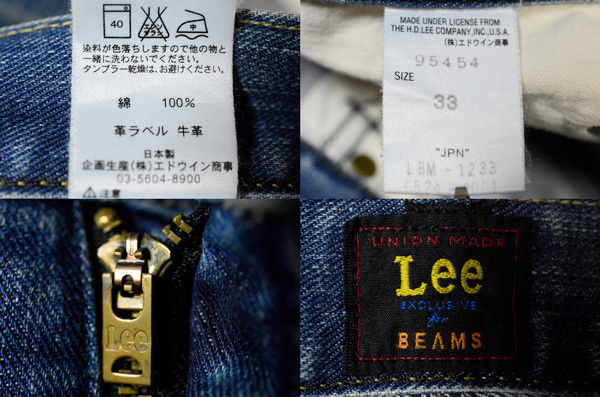 40
染料が色落ちしますので他の物と
一緒に洗わないでください。
タンブラー乾燥は、お避けください。
綿 100%
革ラベル 牛革
日本製
企画生産(株)エドウイン商事
03-5604-8900
⚠注意
MADE UNDER LICENSE FROM
THE H.D.LEE COMPANY,INC.,U.S.A.
(株)エドウイン商事
95454
SIZE
33
"JPN"
LBM-1233
Lee
UNION MADE
Lee
EXCLUSIVE
for
BEAMS